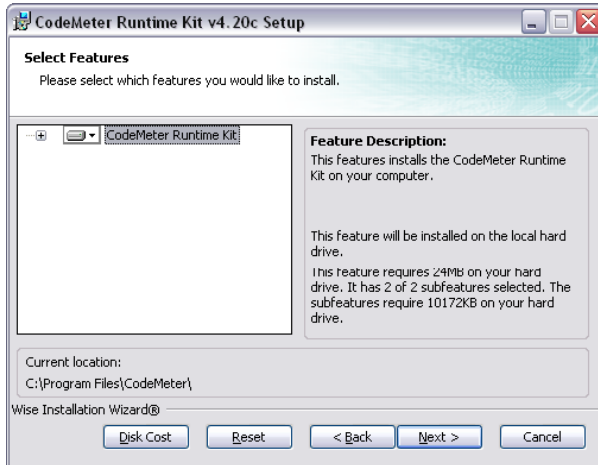 CodeMeter Runtime Kit v4.20c Setup
Select Features
Please select which features you would like to install.
CodeMeter Runtime Kit
Feature Description:
This features installs the CodeMeter Runtime
Kit on your computer.
This feature will be installed on the local hard
drive.
This feature requires 24MB on your hard
drive. It has 2 of 2 subfeatures selected. The
subfeatures require 10172KB on your hard
drive.
Current location:
C:\Program Files\CodeMeter\
Wise Installation Wizard®
Disk Cost
Reset
< Back
Next >
Cancel